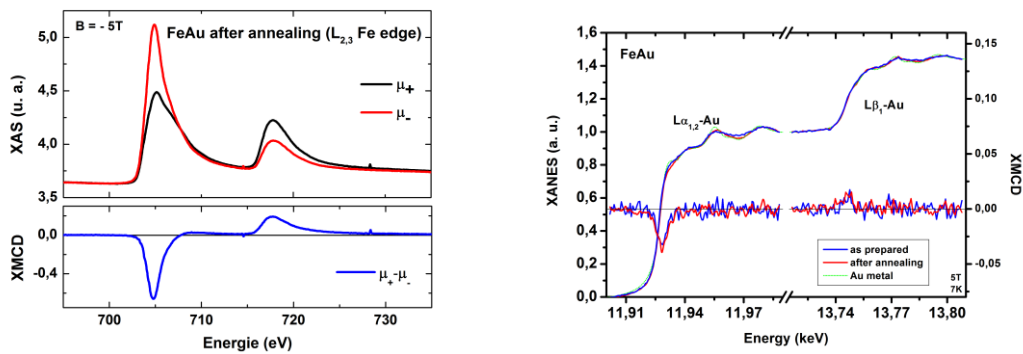 B = - 5T
FeAu after annealing (L2,3 Fe edge)
5,0
4,5
4,0
3,5
XAS (u. a.)
μ+
μ-
0,0
-0,4
XMCD
μ+-μ-
700
710
720
730
Energie (eV)
FeAu
1,6
1,4
1,2
1,0
0,8
0,6
0,4
0,2
0,0
XANES (a. u.)
Lα1,2-Au
Lβ1-Au
0,15
0,10
0,05
0,00
-0,05
XMCD
as prepared
after annealing
Au metal
5T
7K
11,91
11,94
11,97
13,74
13,77
13,80
Energy (keV)